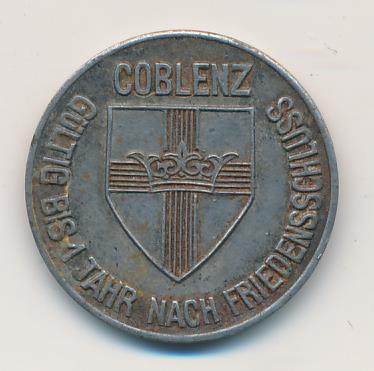 COBLENZ
GÜLTIG BIS 1 JAHR NACH FRIEDENSSCHLUSS